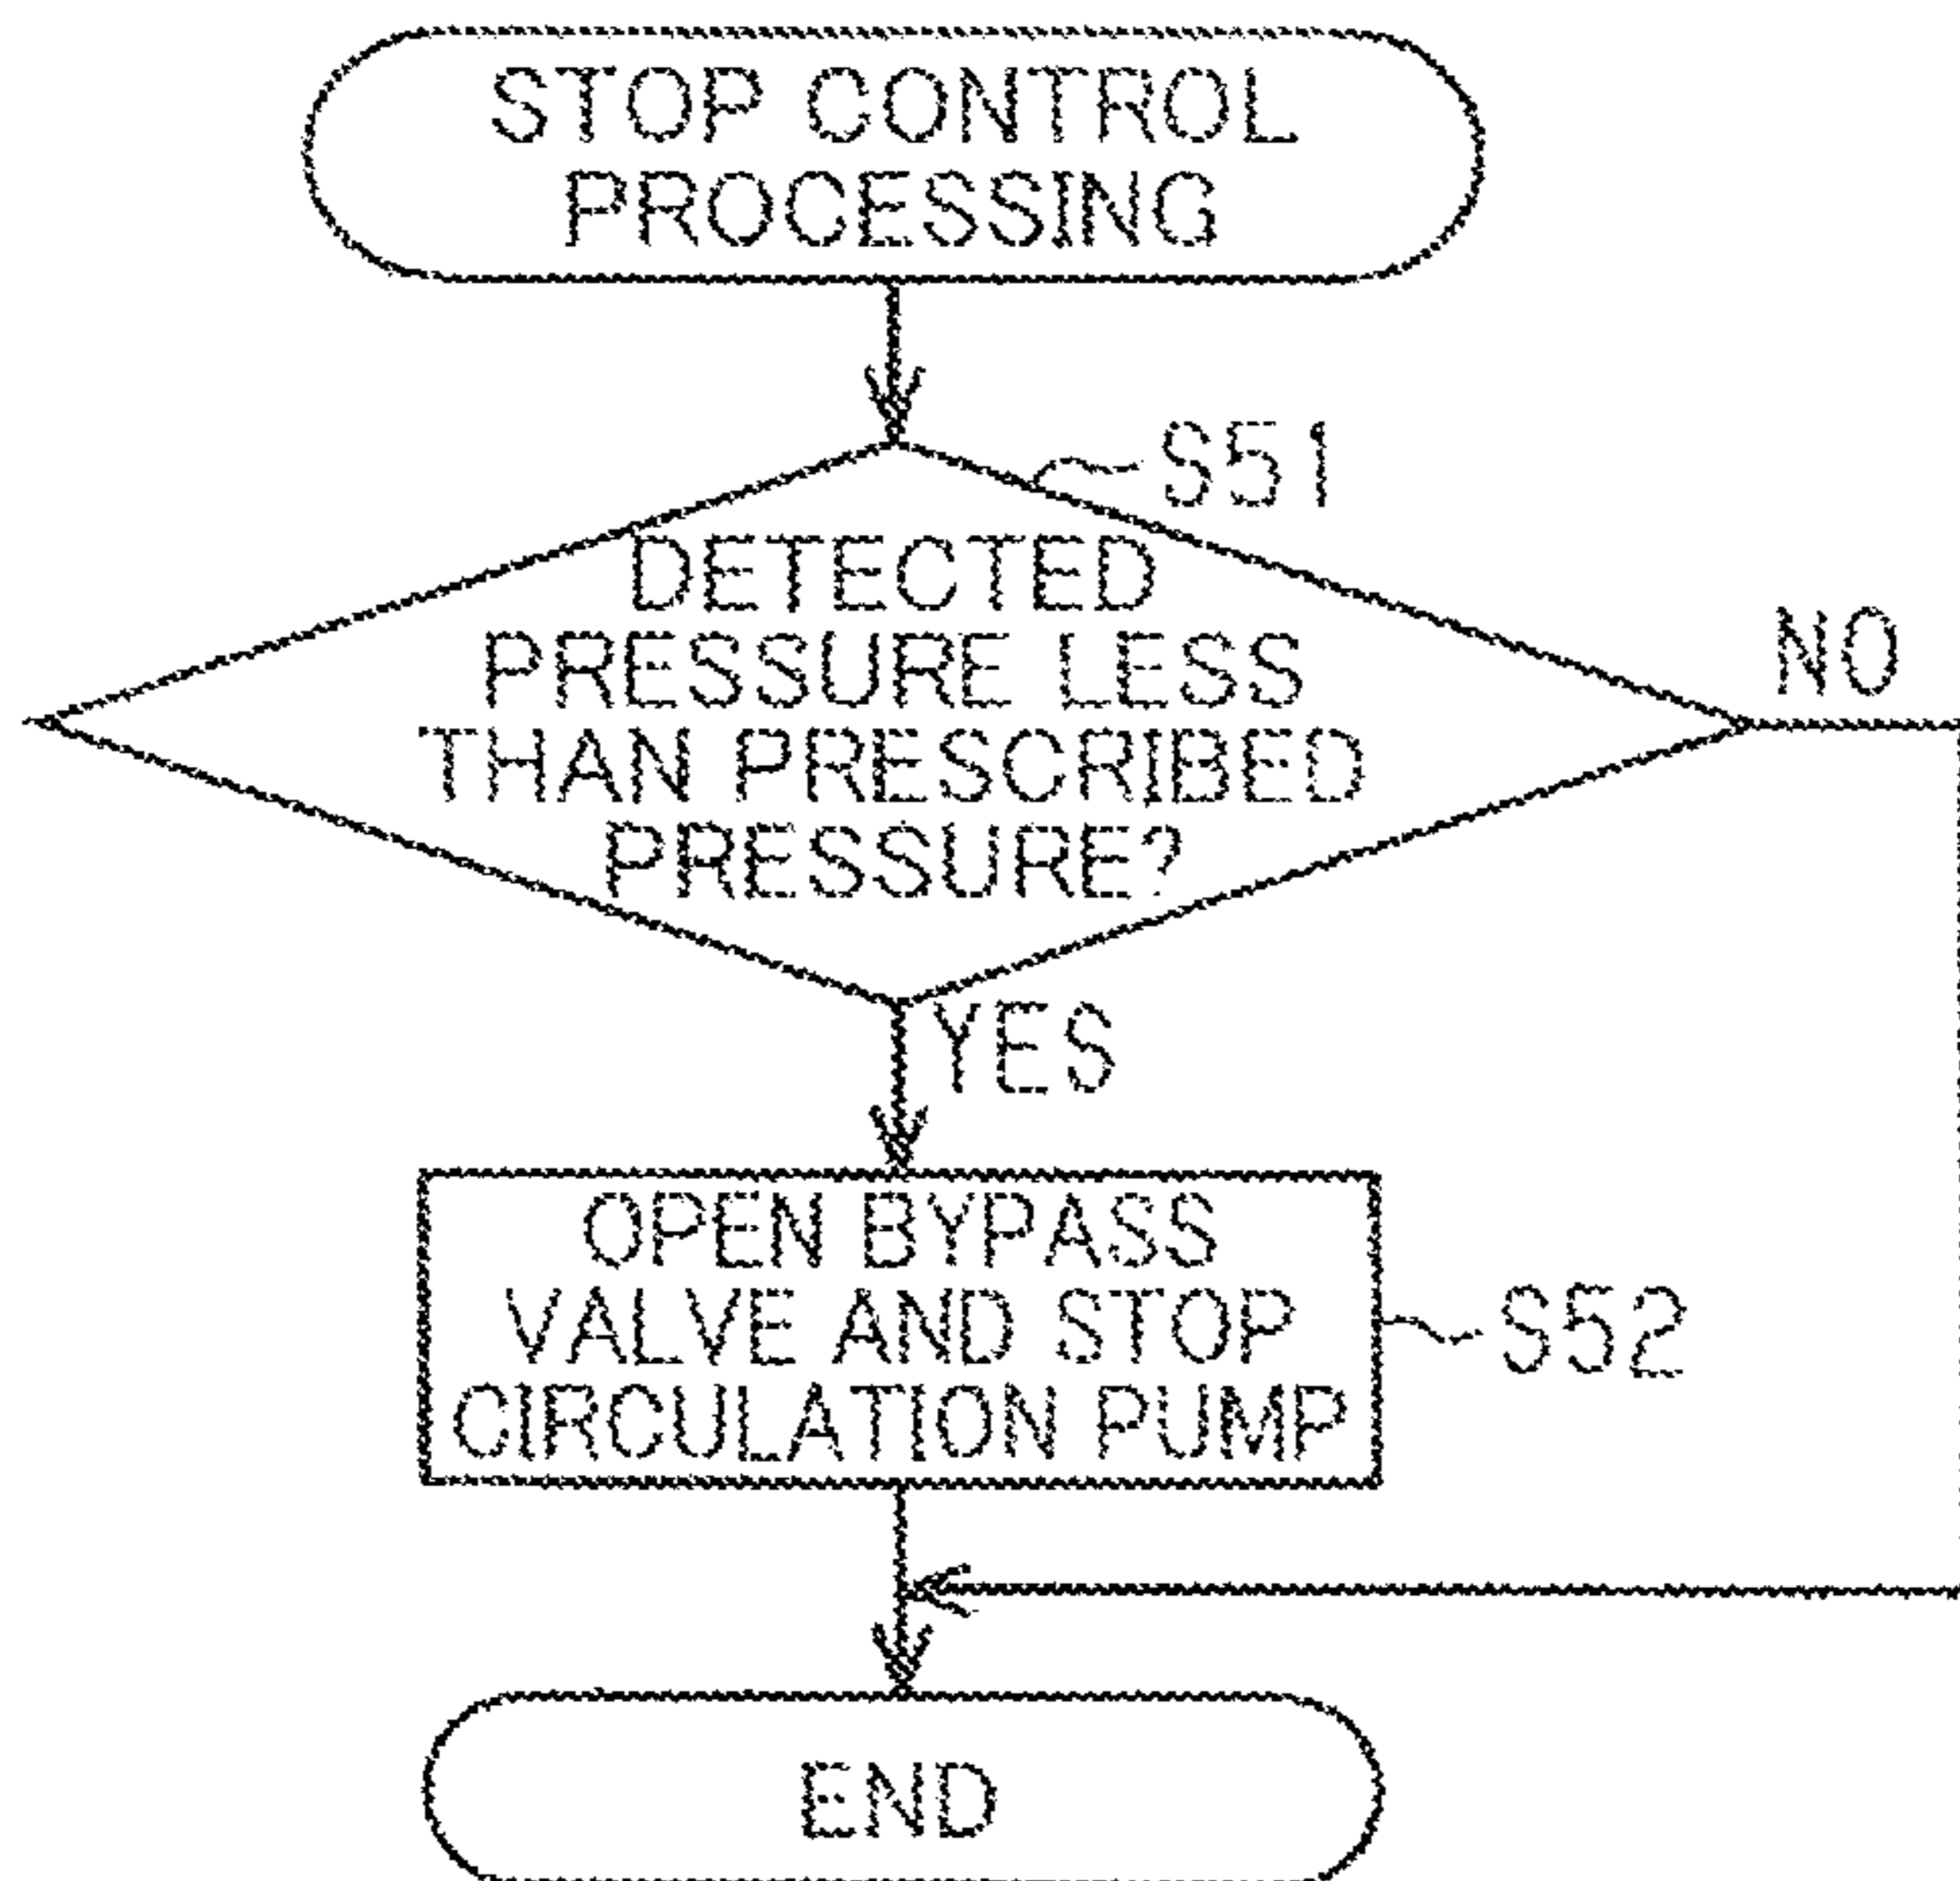 STOP CONTROL
PROCESSING
S51
DETECTED
PRESSURE LESS
THAN PRESCRIBED
PRESSURE?
NO
YES
OPEN BYPASS
VALVE AND STOP
CIRCULATION PUMP
S52
END